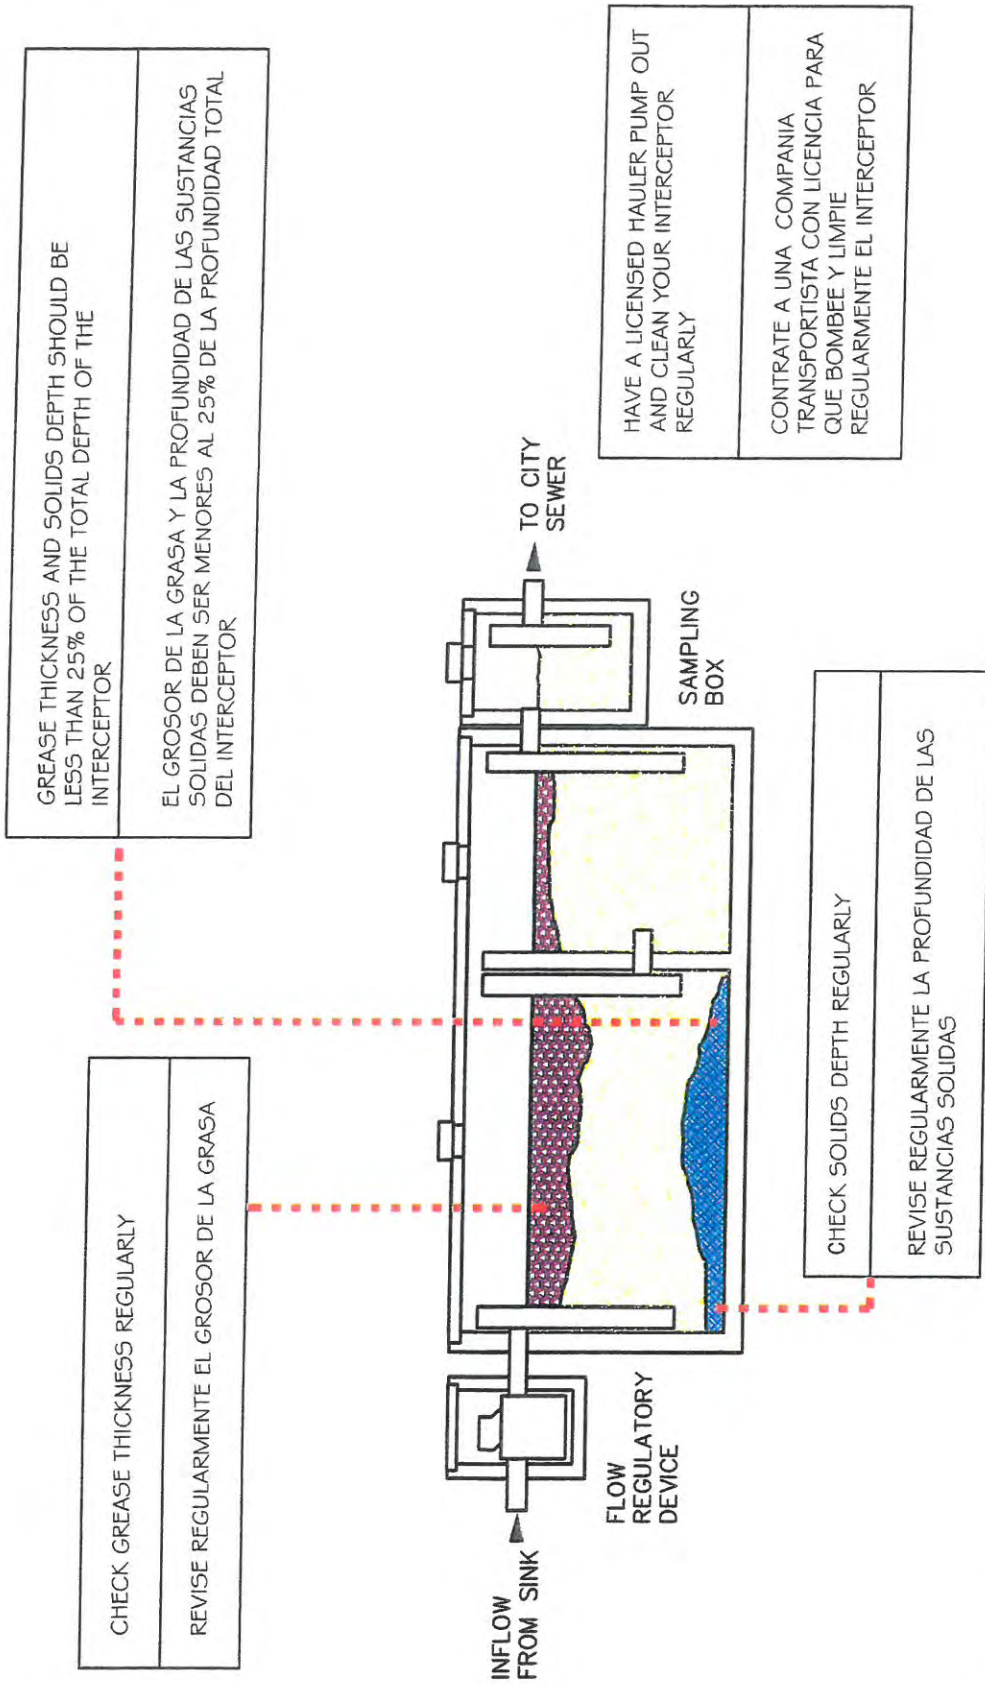 CHECK GREASE THICKNESS REGULARLY
REVISE REGULARMENTE EL GROSOR DE LA GRASA
GREASE THICKNESS AND SOLIDS DEPTH SHOULD BE
LESS THAN 25% OF THE TOTAL DEPTH OF THE
INTERCEPTOR
EL GROSOR DE LA GRASA Y LA PROFUNDIDAD DE LAS SUSTANCIAS
SOLIDAS DEBEN SER MENORES AL 25% DE LA PROFUNDIDAD TOTAL
DEL INTERCEPTOR
INFLOW
FROM SINK
FLOW
REGULATORY
DEVICE
SAMPLING
BOX
TO CITY
SEWER
CHECK SOLIDS DEPTH REGULARLY
REVISE REGULARMENTE LA PROFUNDIDAD DE LAS
SUSTANCIAS SOLIDAS
HAVE A LICENSED HAULER PUMP OUT
AND CLEAN YOUR INTERCEPTOR
REGULARLY
CONTRATE A UNA COMPANIA
TRANSPORTISTA CON LICENCIA PARA
QUE BOMBEE Y LIMPIE
REGULARMENTE EL INTERCEPTOR